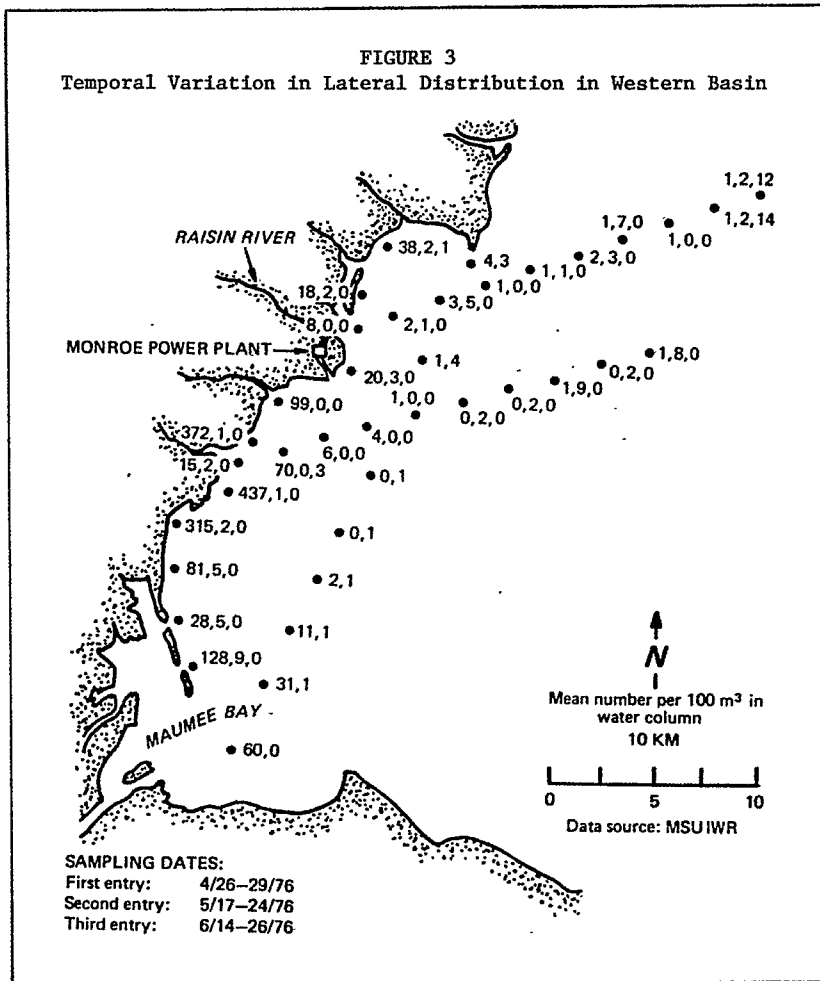 FIGURE 3
Temporal Variation in Lateral Distribution in Western Basin
1,2,12
1,2,14
1,7,0
1,0,0
RAISIN RIVER
38,2,1
4,3
2,3,0
1,1,0
1,0,0
18,2,0
3,5,0
8,0,0
2,1,0
MONROE POWER PLANT
1,4
1,8,0
20,3,0
0,2,0
99,0,0
1,0,0
1,9,0
0,2,0
0,2,0
372,1,0
4,0,0
6,0,0
15,2,0
70,0,3
0,1
437,1,0
315,2,0
0,1
81,5,0
2,1
28,5,0
11,1
128,9,0
31,1
MAUMEE BAY
60,0
N
Mean number per 100 m³ in
water column
10 KM
0 5 10
Data source: MSU IWR
SAMPLING DATES:
First entry: 4/26–29/76
Second entry: 5/17–24/76
Third entry: 6/14–26/76